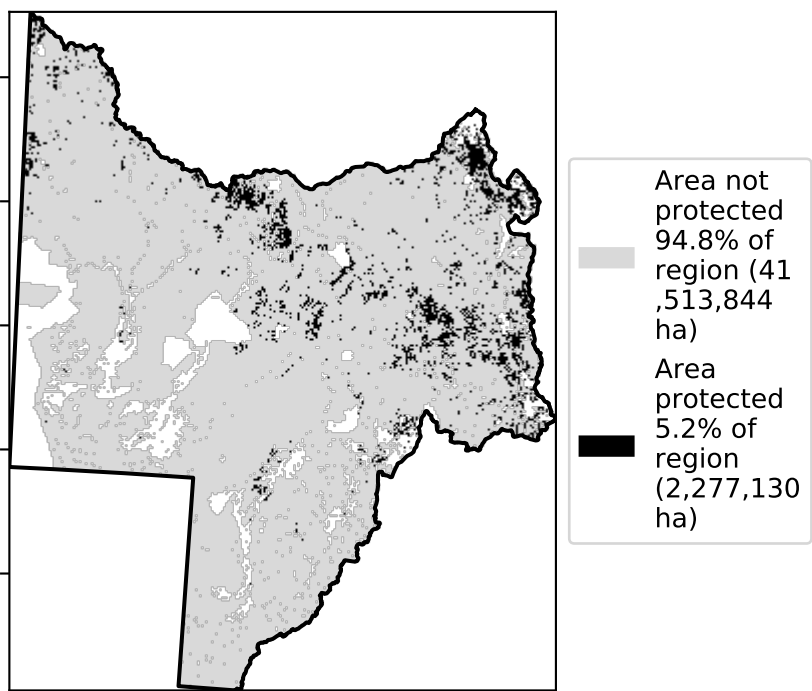 Area not
protected
94.8% of
region (41
,513,844
ha)
Area
protected
5.2% of
region
(2,277,130
ha)